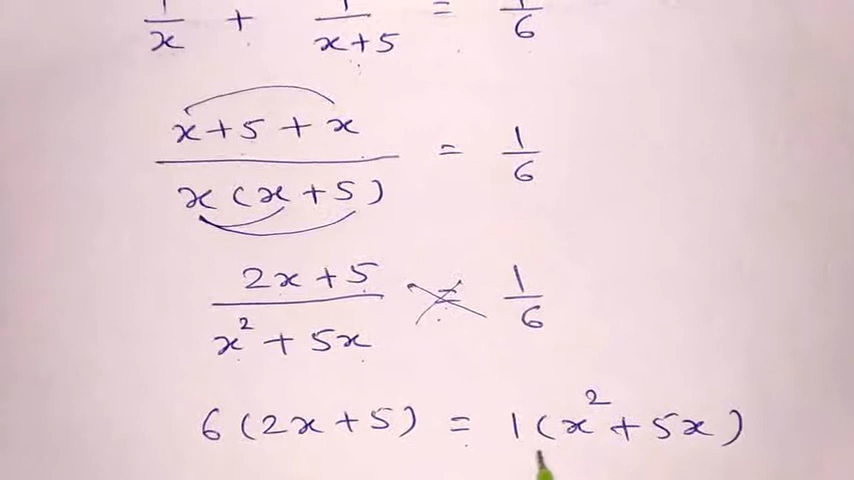 1/x + 1/(x+5) = 1/6
(x+5+x)/(x(x+5)) = 1/6
(2x+5)/(x²+5x) = 1/6
6(2x+5) = 1(x²+5x)